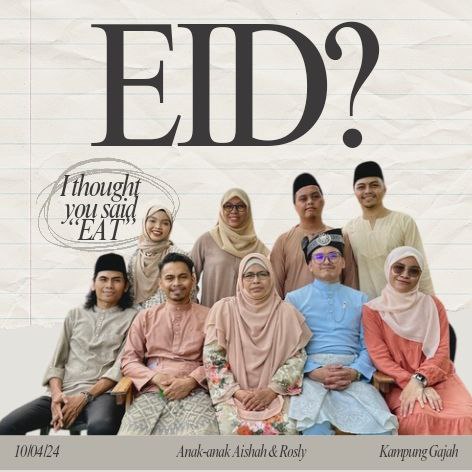 EID?
I thought
you said
“EAT”
10/04/24
Anak-anak Aishah & Rosly
Kampung Gajah